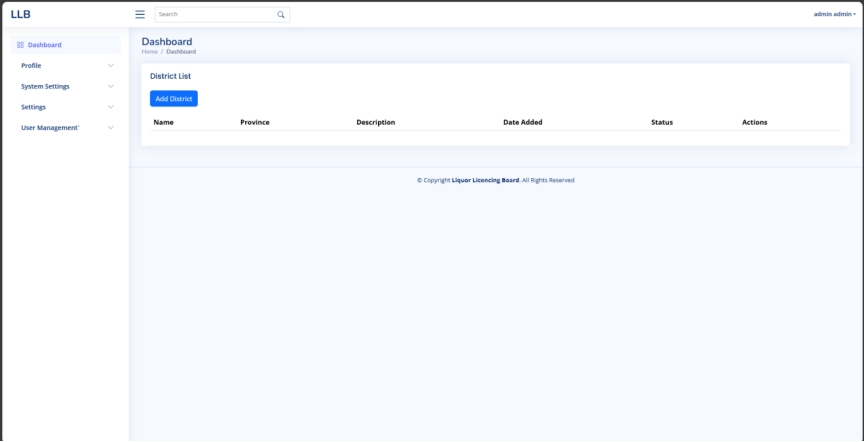 LLB
Search
admin admin
Dashboard
Profile
System Settings
Settings
User Management`
Dashboard
Home / Dashboard
District List
Add District
Name Province Description Date Added Status Actions
© Copyright Liquor Licencing Board. All Rights Reserved